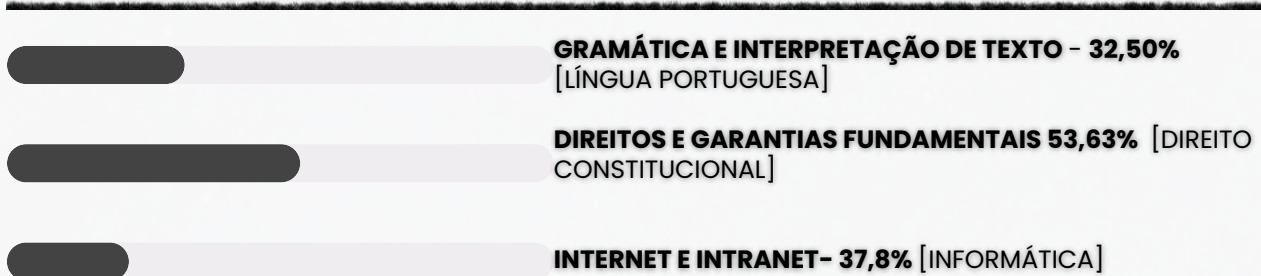 GRAMÁTICA E INTERPRETAÇÃO DE TEXTO - 32,50%
[LÍNGUA PORTUGUESA]
DIREITOS E GARANTIAS FUNDAMENTAIS 53,63% [DIREITO
CONSTITUCIONAL]
INTERNET E INTRANET- 37,8% [INFORMÁTICA]